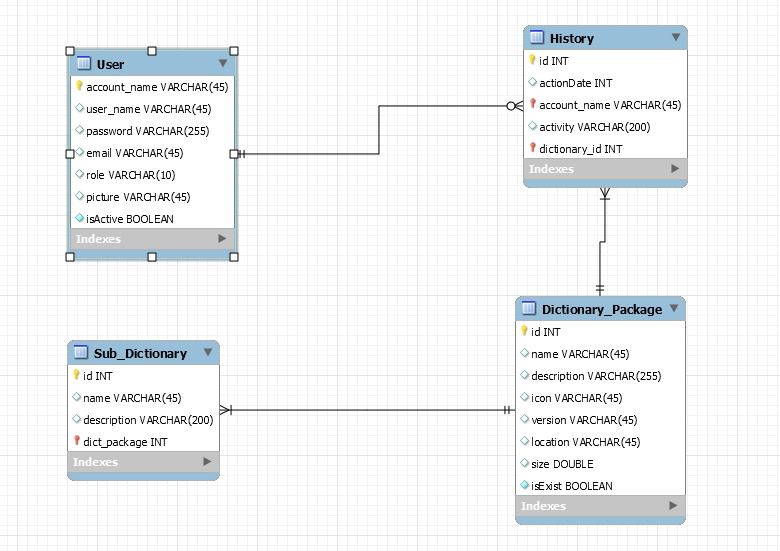 User
account_name VARCHAR(45)
user_name VARCHAR(45)
password VARCHAR(255)
email VARCHAR(45)
role VARCHAR(10)
picture VARCHAR(45)
isActive BOOLEAN
Indexes
History
id INT
actionDate INT
account_name VARCHAR(45)
activity VARCHAR(200)
dictionary_id INT
Indexes
Sub_Dictionary
id INT
name VARCHAR(45)
description VARCHAR(200)
dict_package INT
Indexes
Dictionary_Package
id INT
name VARCHAR(45)
description VARCHAR(255)
icon VARCHAR(45)
version VARCHAR(45)
location VARCHAR(45)
size DOUBLE
isExist BOOLEAN
Indexes